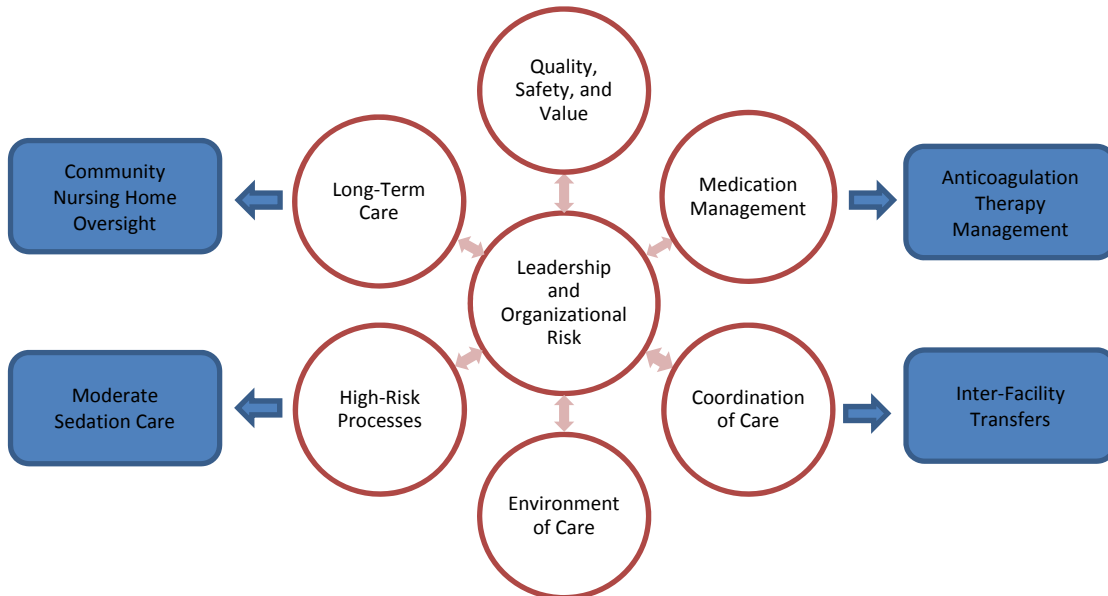 Quality,
Safety, and
Value
Community
Nursing Home
Oversight
Long-Term
Care
Medication
Management
Anticoagulation
Therapy
Management
Leadership
and
Organizational
Risk
Moderate
Sedation Care
High-Risk
Processes
Coordination
of Care
Inter-Facility
Transfers
Environment
of Care